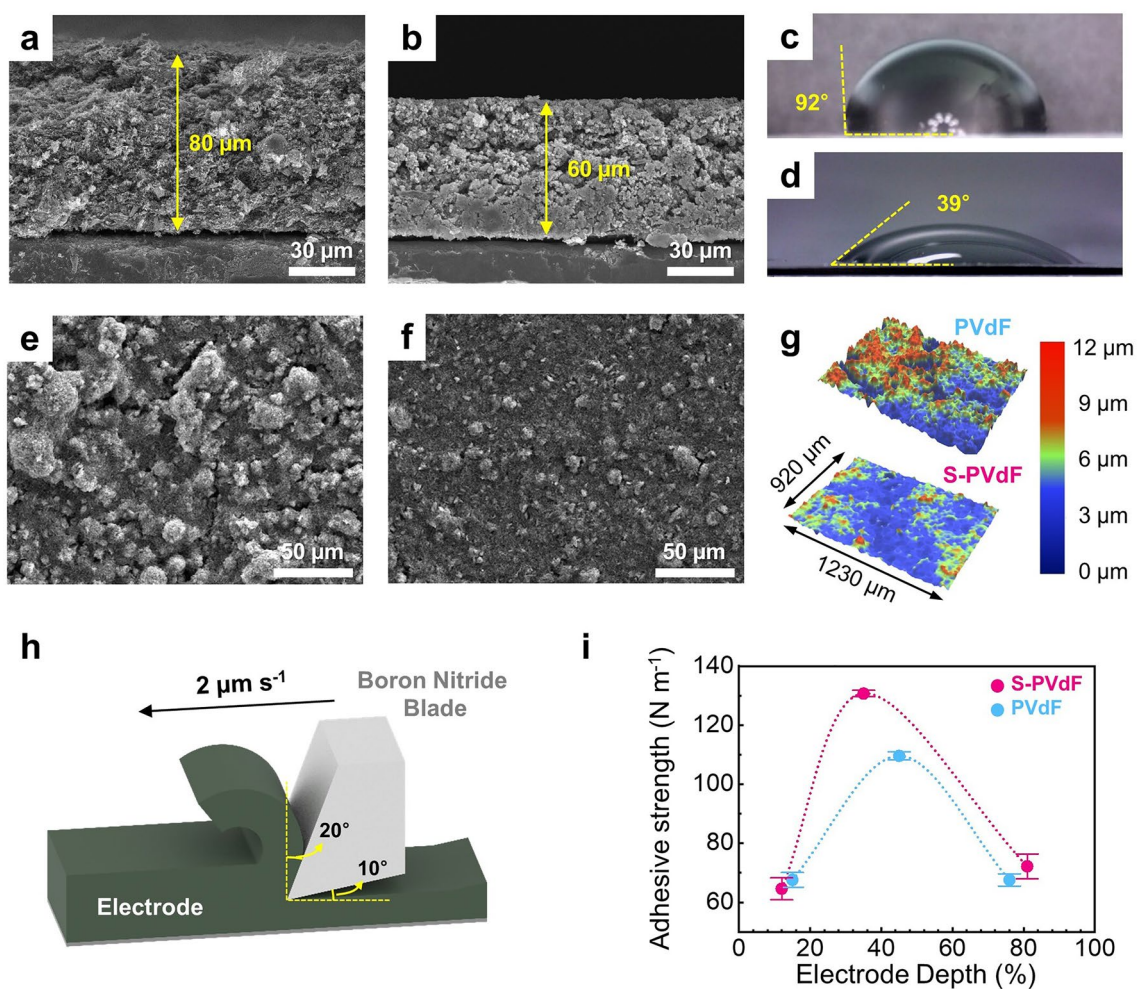 a
80 μm
30 μm
b
60 μm
30 μm
c
92°
d
39°
e
50 μm
f
50 μm
g
PVdF
S-PVdF
920 μm
1230 μm
12 μm
9 μm
6 μm
3 μm
0 μm
h
2 μm s⁻¹
Boron Nitride
Blade
20°
10°
Electrode
i
Adhesive strength (N m⁻¹)
140
120
100
80
60
S-PVdF
PVdF
0 20 40 60 80 100
Electrode Depth (%)